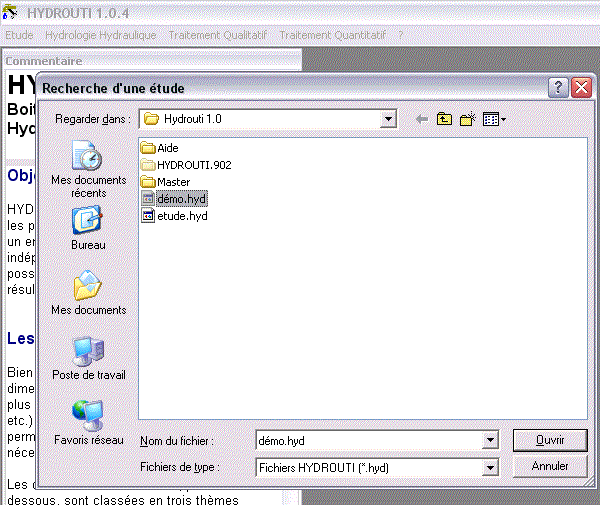 HYDROUTI 1.0.4
Etude Hydrologie Hydraulique Traitement Qualitatif Traitement Quantitatif ?
Commentaire
HY
Boit
Hyd
Obje
HYD
les p
un er
indép
poss
résul
Les
Bien
dime
plus
etc.)
perm
néce
Les
dessous, sont classées en trois thèmes
Recherche d'une étude
Regarder dans : Hydrouti 1.0
Mes documents récents
Bureau
Mes documents
Poste de travail
Favoris réseau
Aide
HYDROUTI.902
Master
démo.hyd
etude.hyd
Nom du fichier : démo.hyd Ouvrir
Fichiers de type : Fichiers HYDROUTI (*.hyd) Annuler